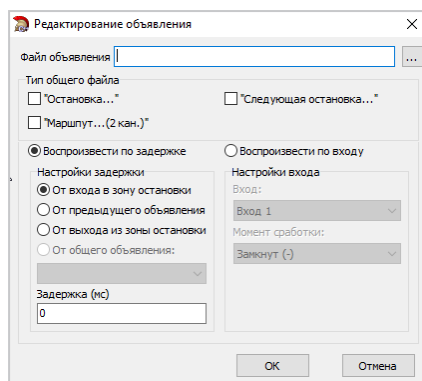 Редактирование объявления
Файл объявления
...
Тип общего файла
"Остановка..." "Следующая остановка..."
"Маршрут...(2 кан.)"
Воспроизвести по задержке Воспроизвести по входу
Настройки задержки Настройки входа
От входа в зону остановки Вход:
От предыдущего объявления Вход 1
От выхода из зоны остановки Момент сработки:
От общего объявления: Замкнут (-)
Задержка (мс)
0
OK Отмена